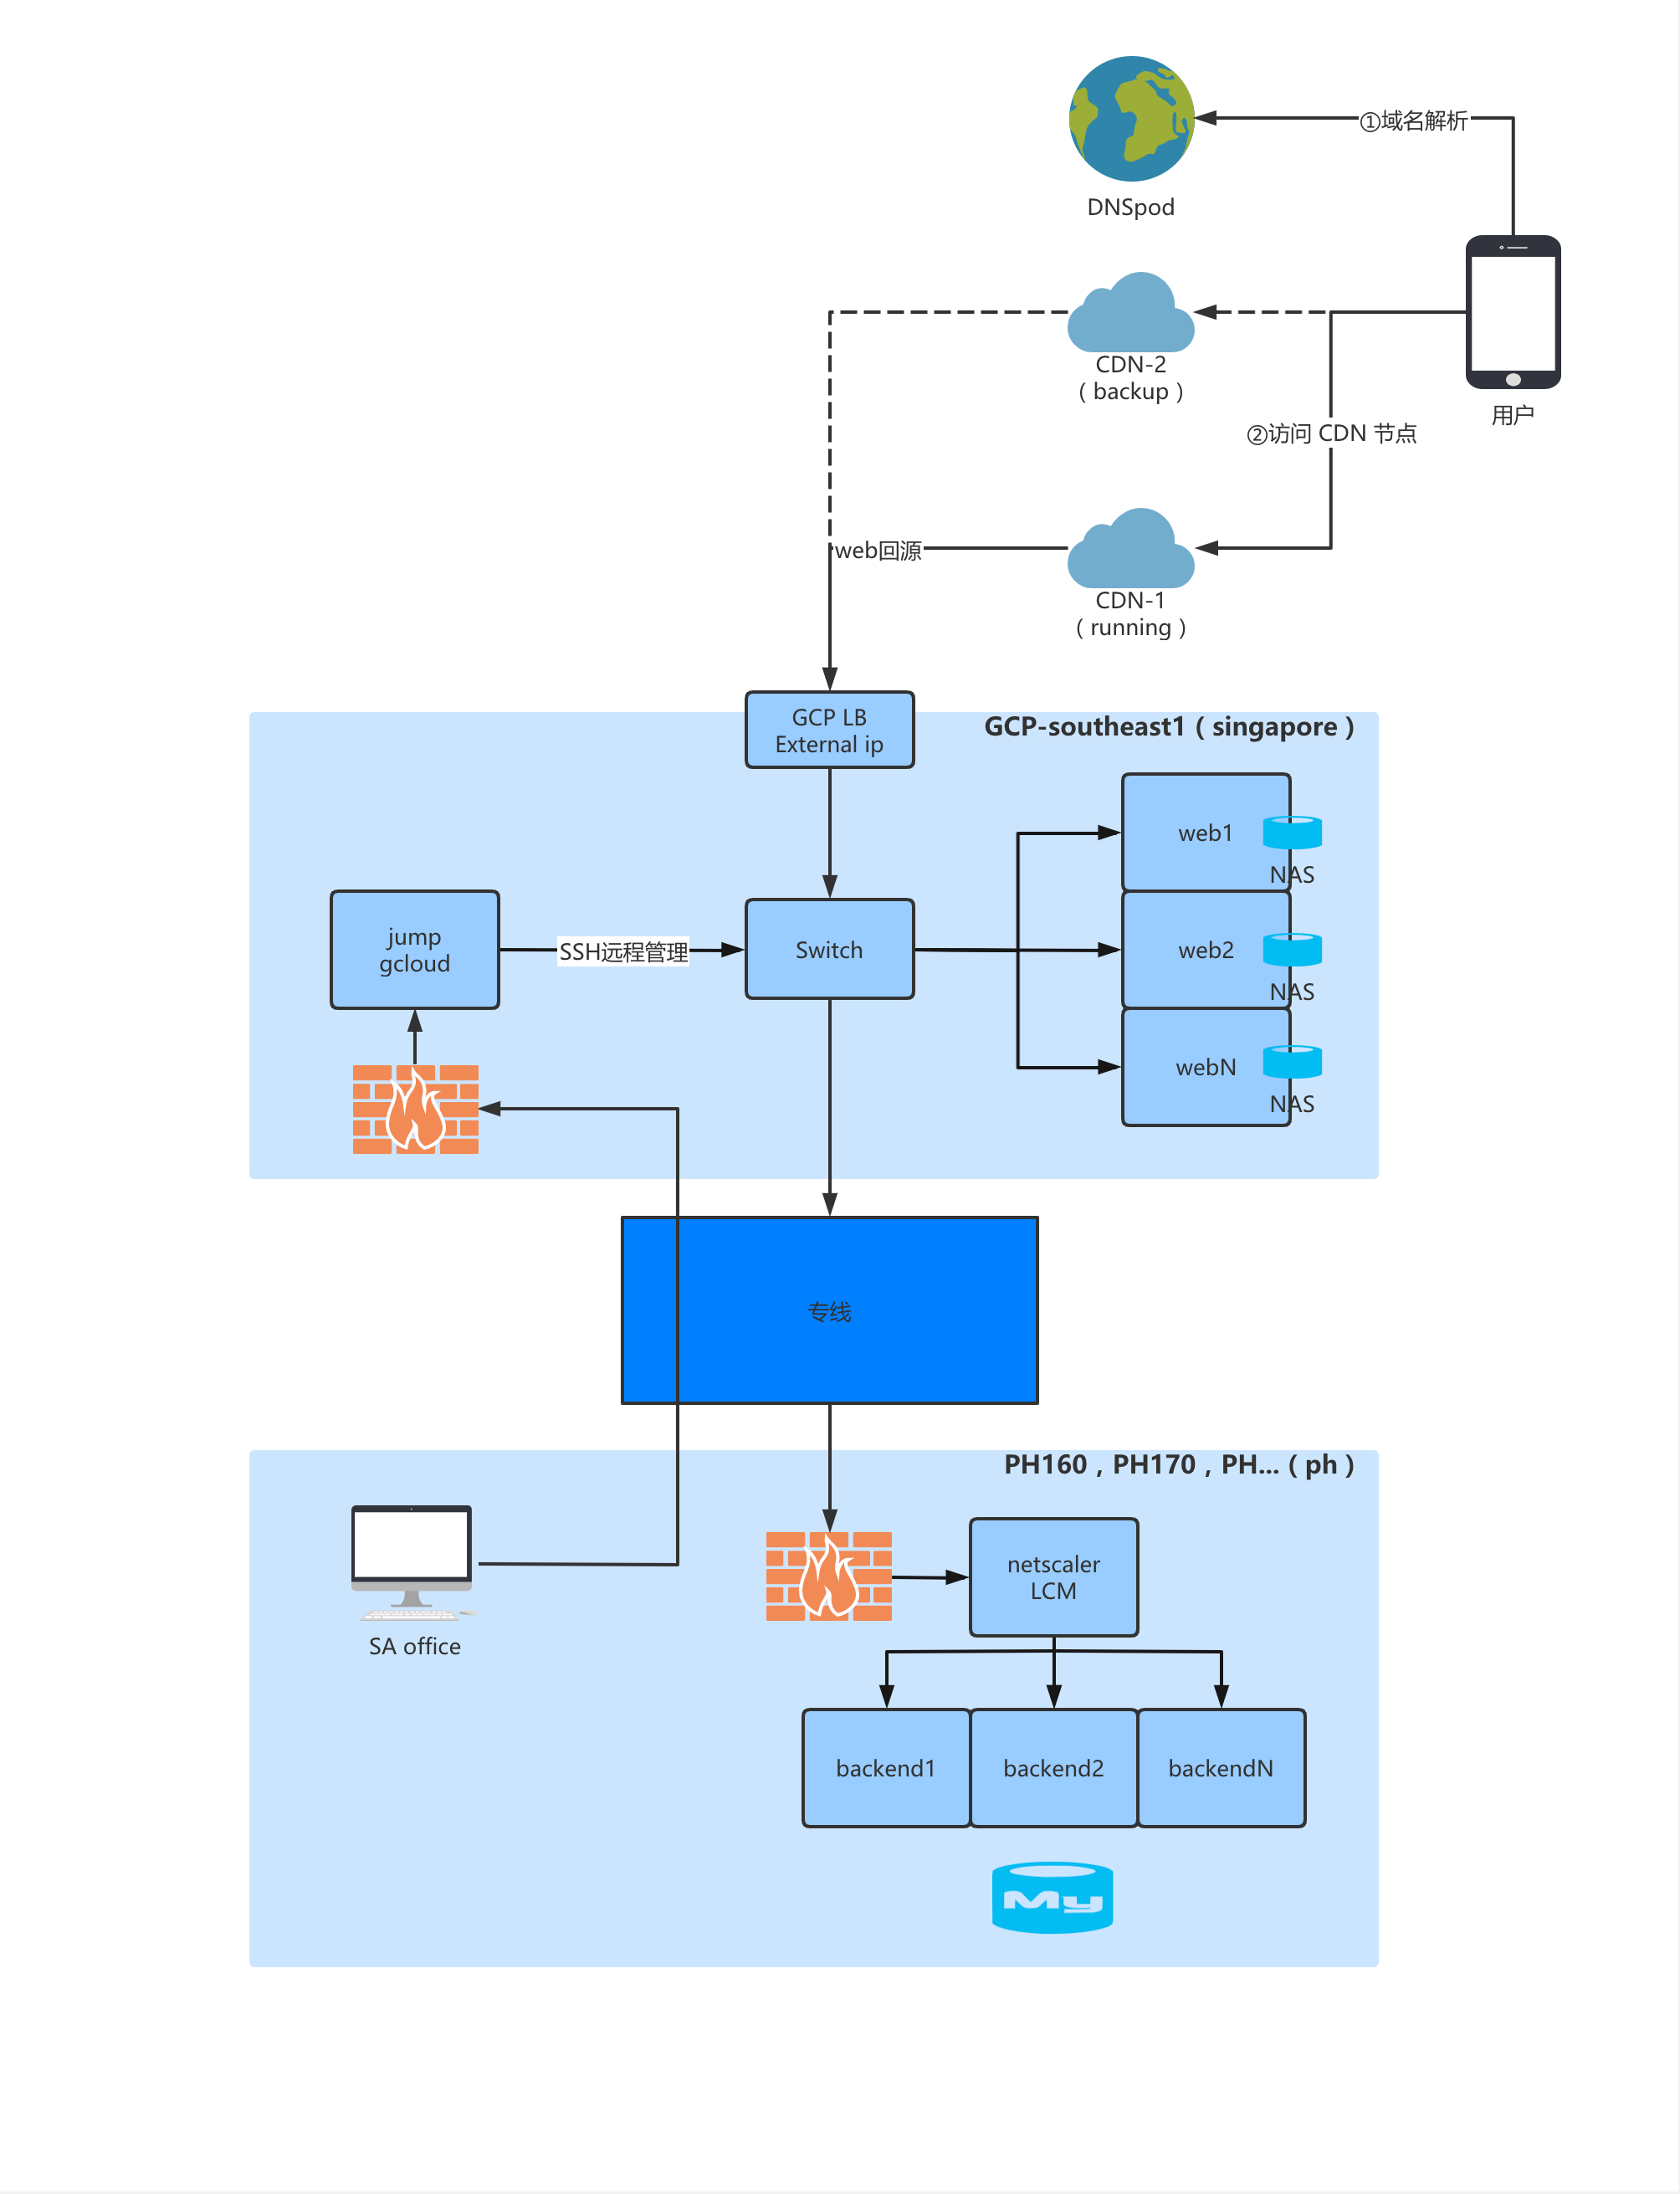 ①域名解析
DNSpod
CDN-2
（backup）
用户
②访问 CDN 节点
web回源
CDN-1
（running）
GCP LB
External ip
GCP-southeast1（singapore）
web1
NAS
jump
gcloud
SSH远程管理
Switch
web2
NAS
webN
NAS
专线
PH160，PH170，PH...（ph）
netscaler
LCM
SA office
backend1
backend2
backendN
My